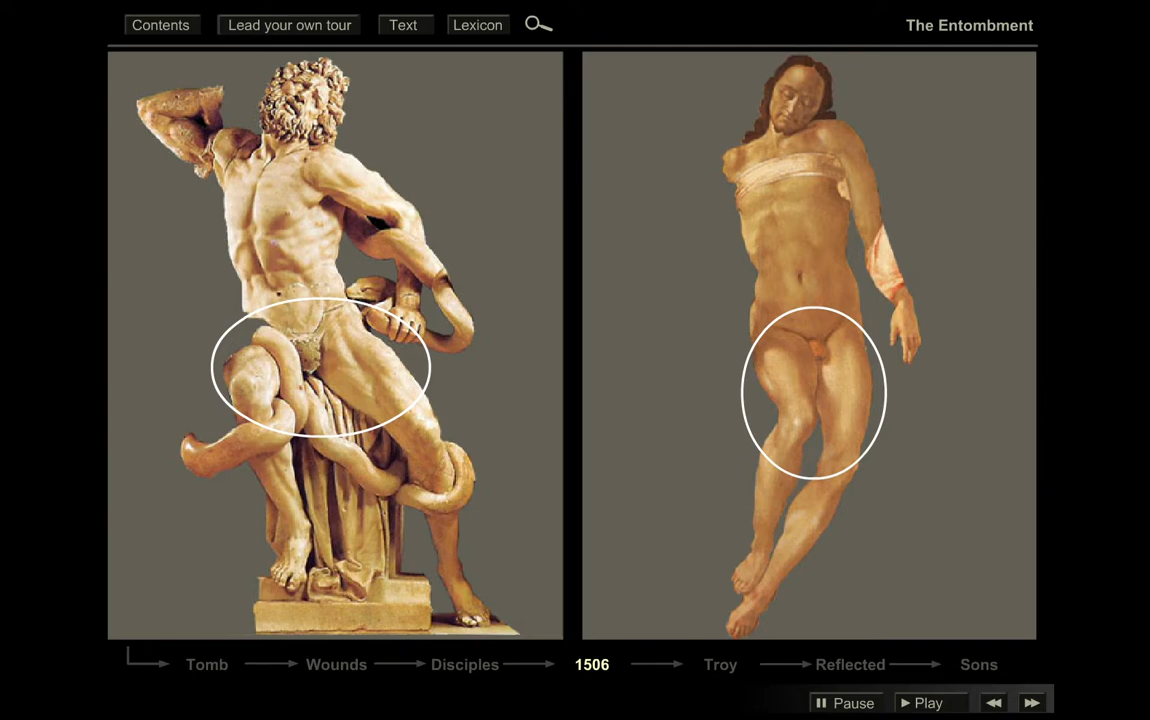 Contents Lead your own tour Text Lexicon The Entombment
Tomb Wounds Disciples 1506 Troy Reflected Sons
Pause Play